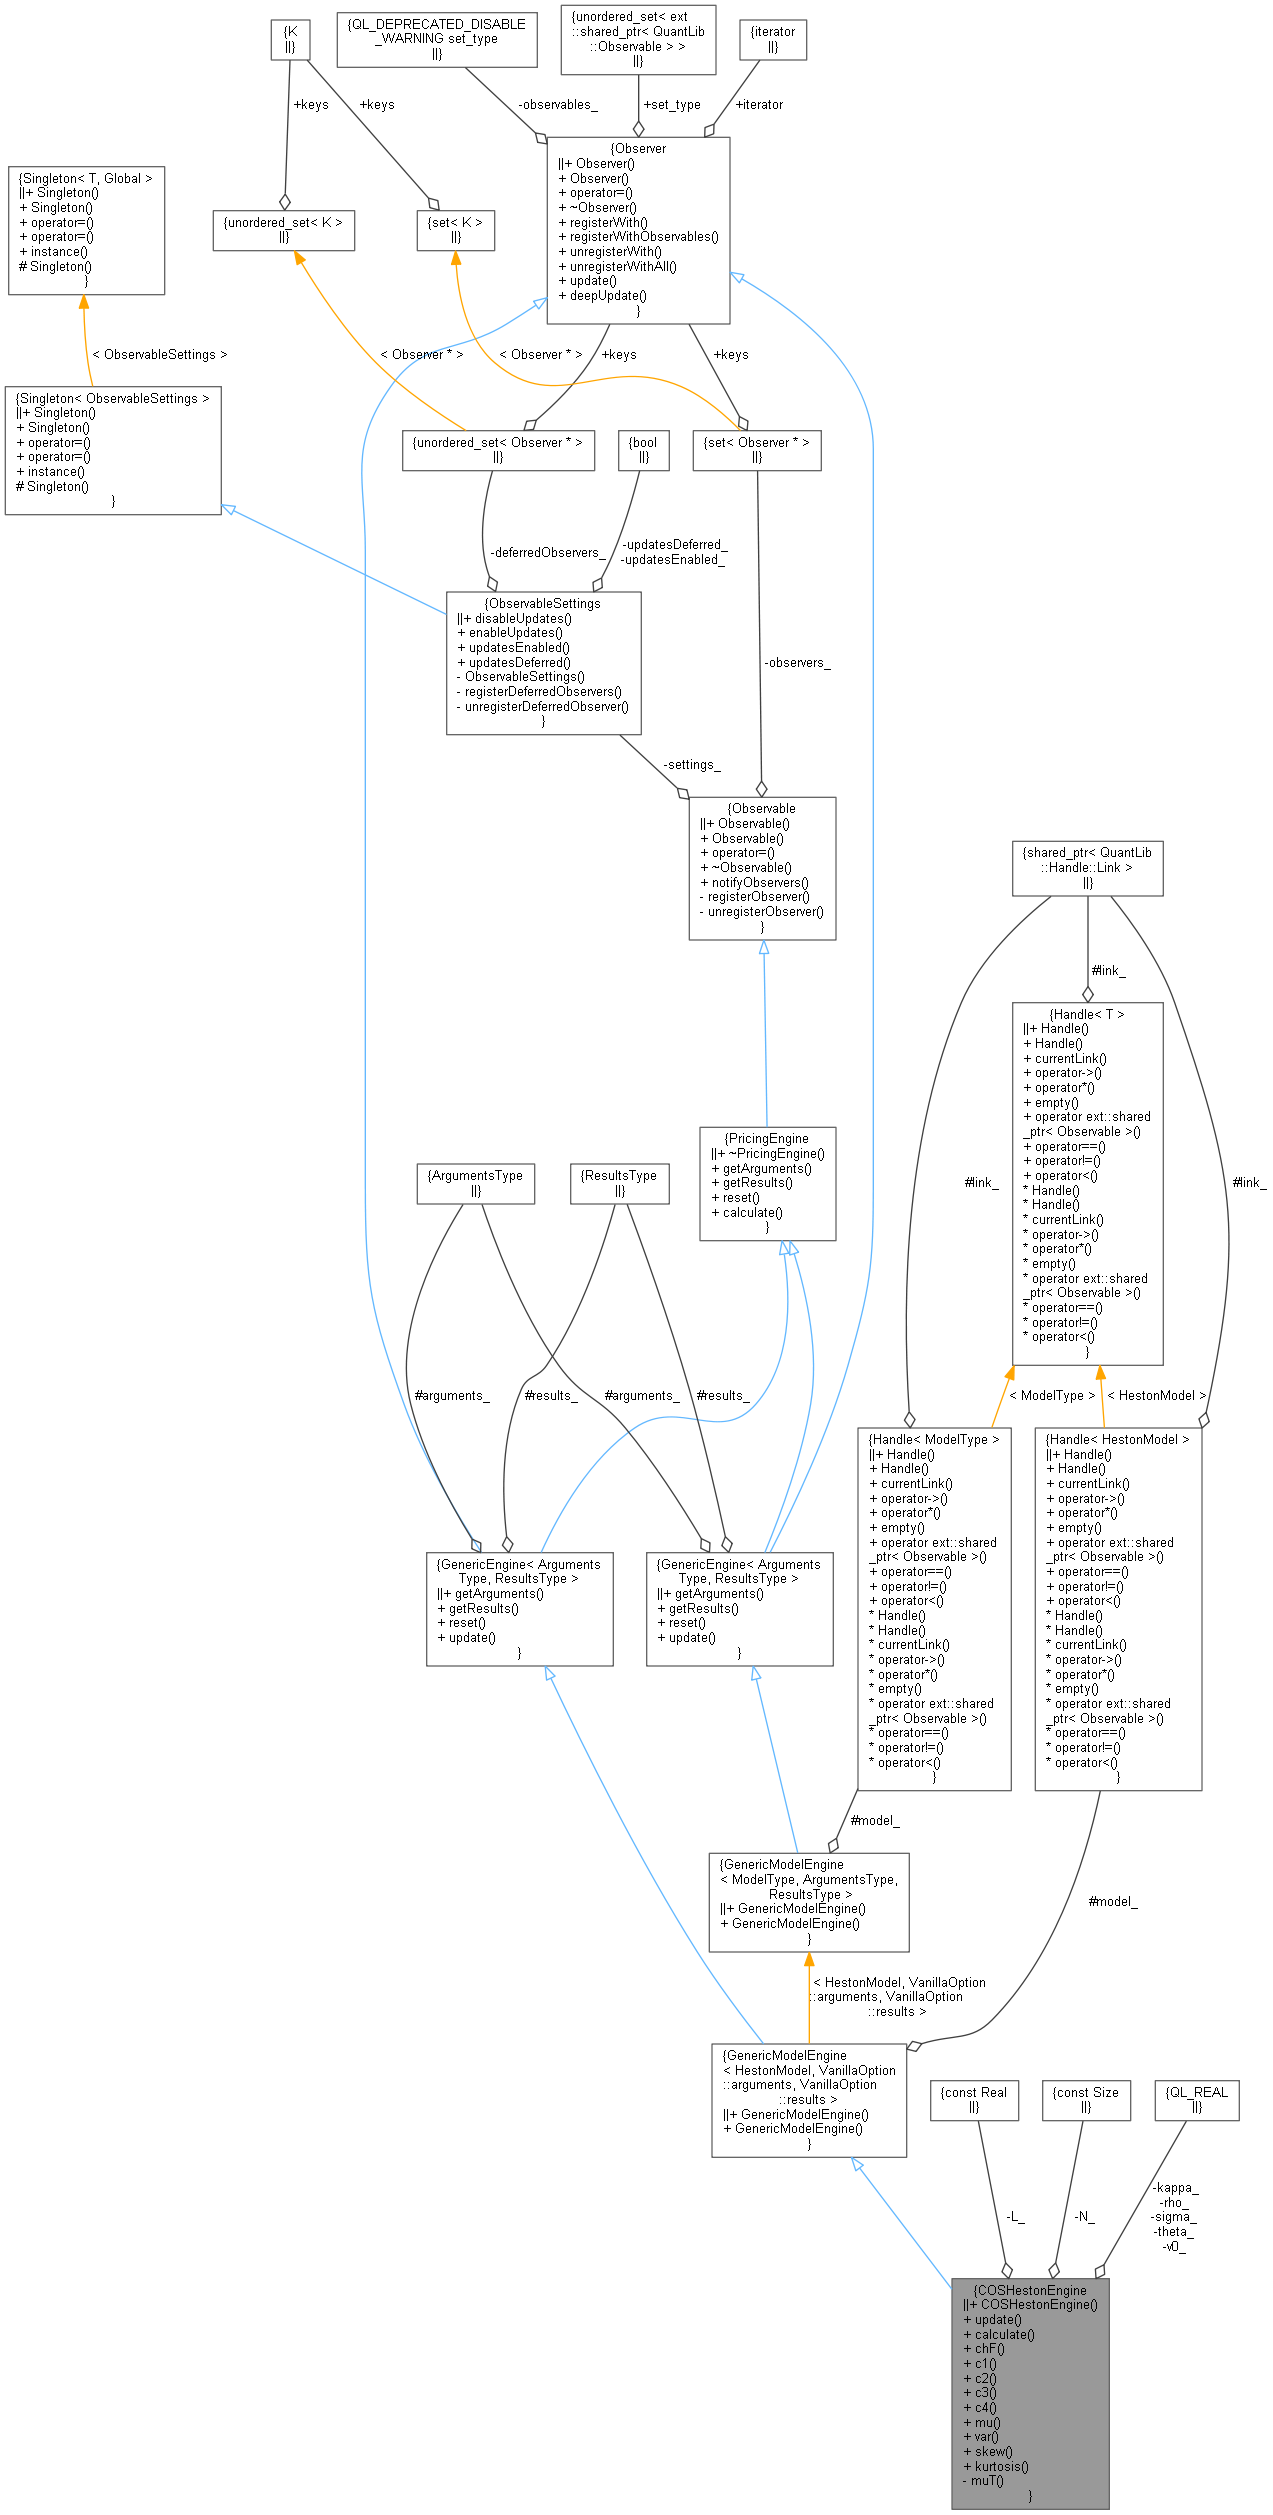 {K
||}
{QL_DEPRECATED_DISABLE
_WARNING set_type
||}
{unordered_set< ext
::shared_ptr< QuantLib
::Observable > >
||}
{iterator
||}
+keys
+keys
-observables_
+set_type
+iterator
{Singleton< T, Global >
||+ Singleton()
+ Singleton()
+ operator=()
+ operator=()
+ instance()
# Singleton()
}
{unordered_set< K >
||}
{set< K >
||}
{Observer
||+ Observer()
+ Observer()
+ operator=()
+ ~Observer()
+ registerWith()
+ registerWithObservables()
+ unregisterWith()
+ unregisterWithAll()
+ update()
+ deepUpdate()
}
< ObservableSettings >
< Observer * >
< Observer * >
+keys
+keys
{Singleton< ObservableSettings >
||+ Singleton()
+ Singleton()
+ operator=()
+ operator=()
+ instance()
# Singleton()
}
{unordered_set< Observer * >
||}
{bool
||}
{set< Observer * >
||}
-deferredObservers_
-updatesDeferred_
-updatesEnabled_
{ObservableSettings
||+ disableUpdates()
+ enableUpdates()
+ updatesEnabled()
+ updatesDeferred()
- ObservableSettings()
- registerDeferredObservers()
- unregisterDeferredObserver()
}
-observers_
-settings_
{Observable
||+ Observable()
+ Observable()
+ operator=()
+ ~Observable()
+ notifyObservers()
- registerObserver()
- unregisterObserver()
}
{shared_ptr< QuantLib
::Handle::Link >
||}
#link_
{Handle< T >
||+ Handle()
+ Handle()
+ currentLink()
+ operator->()
+ operator*()
+ empty()
+ operator ext::shared
_ptr< Observable >()
+ operator==()
+ operator!=()
+ operator<()
* Handle()
* Handle()
* currentLink()
* operator->()
* operator*()
* empty()
* operator ext::shared
_ptr< Observable >()
* operator==()
* operator!=()
* operator<()
}
{PricingEngine
||+ ~PricingEngine()
+ getArguments()
+ getResults()
+ reset()
+ calculate()
}
{ArgumentsType
||}
{ResultsType
||}
#link_
#link_
#arguments_
#results_
#arguments_
#results_
< ModelType >
< HestonModel >
{Handle< ModelType >
||+ Handle()
+ Handle()
+ currentLink()
+ operator->()
+ operator*()
+ empty()
+ operator ext::shared
_ptr< Observable >()
+ operator==()
+ operator!=()
+ operator<()
* Handle()
* Handle()
* currentLink()
* operator->()
* operator*()
* empty()
* operator ext::shared
_ptr< Observable >()
* operator==()
* operator!=()
* operator<()
}
{Handle< HestonModel >
||+ Handle()
+ Handle()
+ currentLink()
+ operator->()
+ operator*()
+ empty()
+ operator ext::shared
_ptr< Observable >()
+ operator==()
+ operator!=()
+ operator<()
* Handle()
* Handle()
* currentLink()
* operator->()
* operator*()
* empty()
* operator ext::shared
_ptr< Observable >()
* operator==()
* operator!=()
* operator<()
}
{GenericEngine< Arguments
Type, ResultsType >
||+ getArguments()
+ getResults()
+ reset()
+ update()
}
{GenericEngine< Arguments
Type, ResultsType >
||+ getArguments()
+ getResults()
+ reset()
+ update()
}
#model_
{GenericModelEngine
< ModelType, ArgumentsType,
ResultsType >
||+ GenericModelEngine()
+ GenericModelEngine()
}
#model_
< HestonModel, VanillaOption
::arguments, VanillaOption
::results >
{GenericModelEngine
< HestonModel, VanillaOption
::arguments, VanillaOption
::results >
||+ GenericModelEngine()
+ GenericModelEngine()
}
{const Real
||}
{const Size
||}
{QL_REAL
||}
-L_
-N_
-kappa_
-rho_
-sigma_
-theta_
-v0_
{COSHestonEngine
||+ COSHestonEngine()
+ update()
+ calculate()
+ chF()
+ c1()
+ c2()
+ c3()
+ c4()
+ mu()
+ var()
+ skew()
+ kurtosis()
- muT()
}